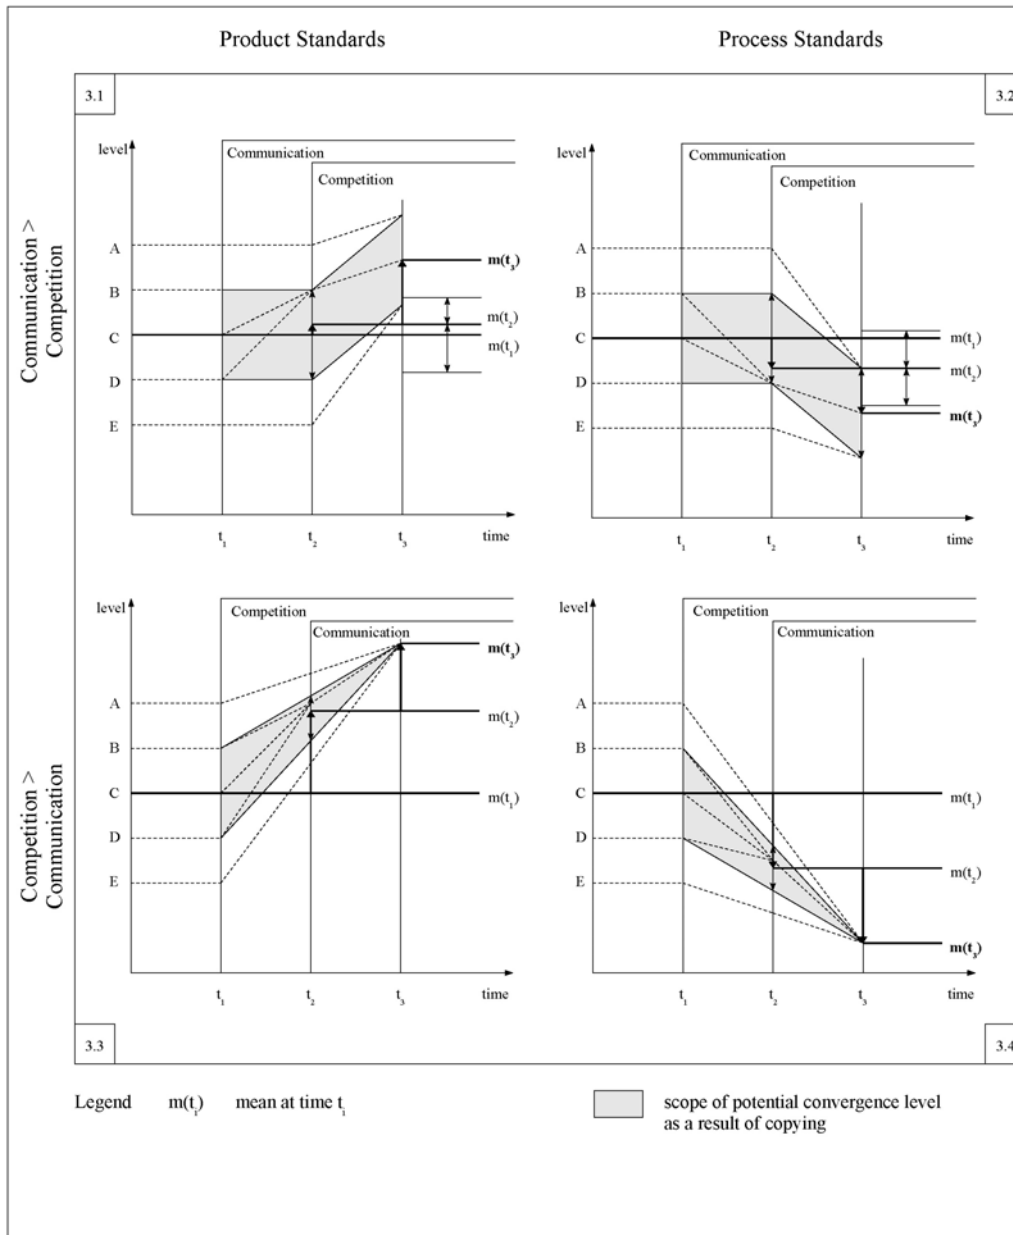 Product Standards
Process Standards
Communication >
Competition
3.1
level
Communication
Competition
A
B
C
D
E
m(t₃)
m(t₂)
m(t₁)
t₁
t₂
t₃
time
3.2
level
Communication
Competition
A
B
C
D
E
m(t₁)
m(t₂)
m(t₃)
t₁
t₂
t₃
time
Competition >
Communication
level
Competition
Communication
A
B
C
D
E
m(t₃)
m(t₂)
m(t₁)
t₁
t₂
t₃
time
3.3
level
Competition
Communication
A
B
C
D
E
m(t₁)
m(t₂)
m(t₃)
t₁
t₂
t₃
time
3.4
Legend m(tᵢ) mean at time tᵢ
scope of potential convergence level
as a result of copying